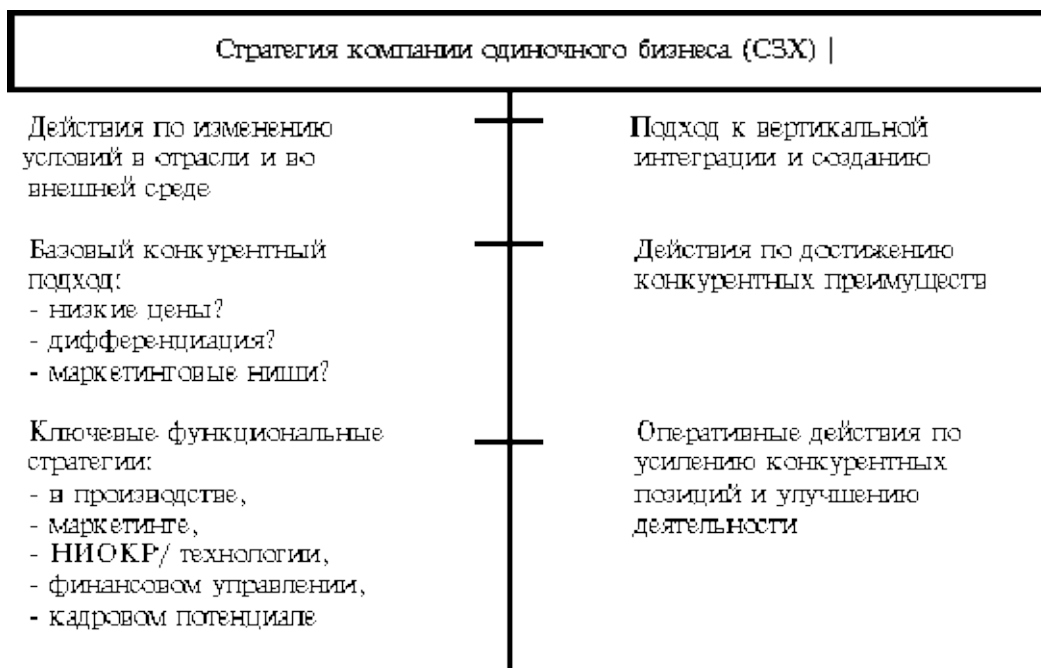 Стратегия компании одиночного бизнеса (СЗХ) |
Действия по изменению
условий в отрасли и во
внешней среде
Базовый конкурентный
подход:
- низкие цены?
- дифференциация?
- маркетинговые ниши?
Ключевые функциональные
стратегии:
- в производстве,
- маркетинге,
- НИОКР/ технологии,
- финансовом управлении,
- кадровом потенциале
Подход к вертикальной
интеграции и созданию
Действия по достижению
конкурентных преимуществ
Оперативные действия по
усилению конкурентных
позиций и улучшению
деятельности